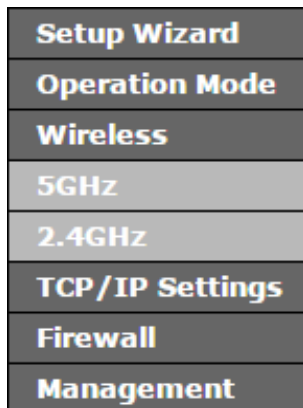 Setup Wizard
Operation Mode
Wireless
5GHz
2.4GHz
TCP/IP Settings
Firewall
Management